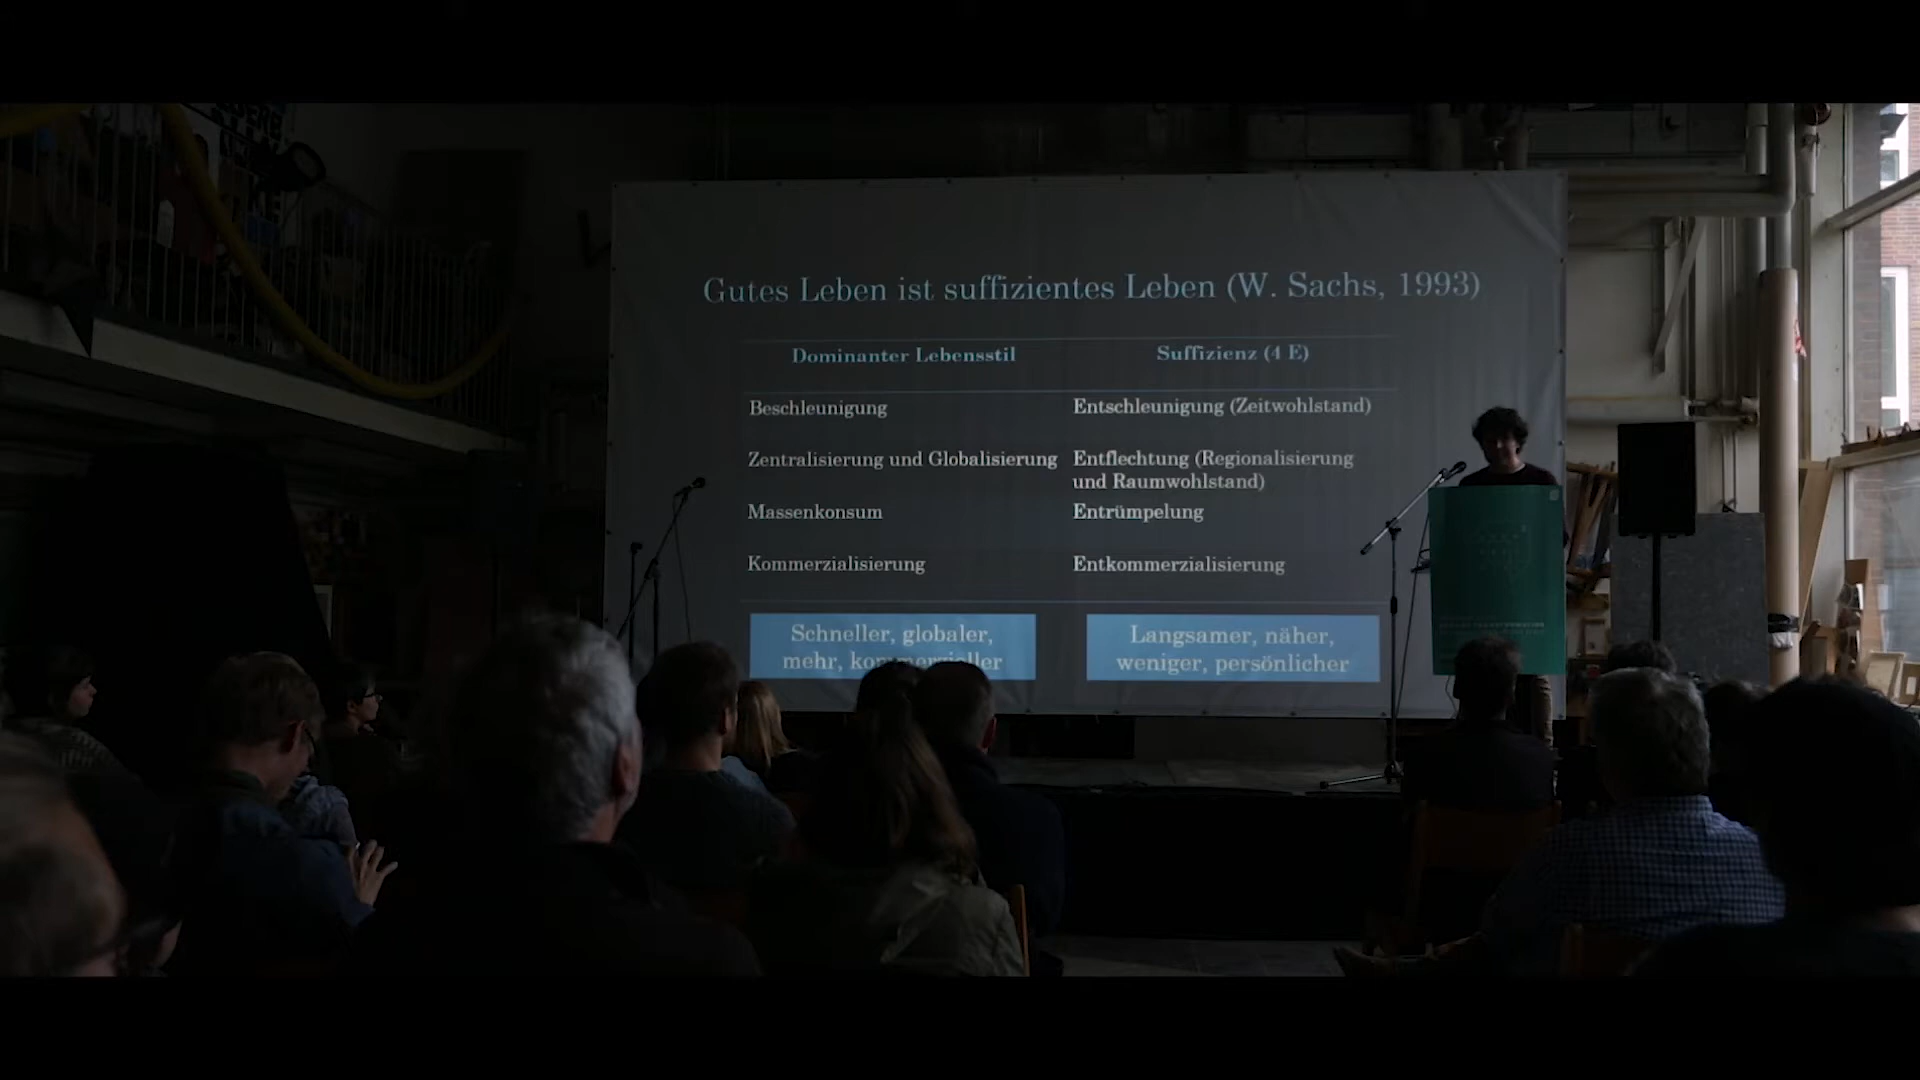 Gutes Leben ist suffizientes Leben (W. Sachs, 1993)
Dominanter Lebensstil
Suffizienz (4 E)
Beschleunigung
Entschleunigung (Zeitwohlstand)
Zentralisierung und Globalisierung
Entflechtung (Regionalisierung
und Raumwohlstand)
Massenkonsum
Entrümpelung
Kommerzialisierung
Entkommerzialisierung
Schneller, globaler,
mehr, kommerzieller
Langsamer, näher,
weniger, persönlicher